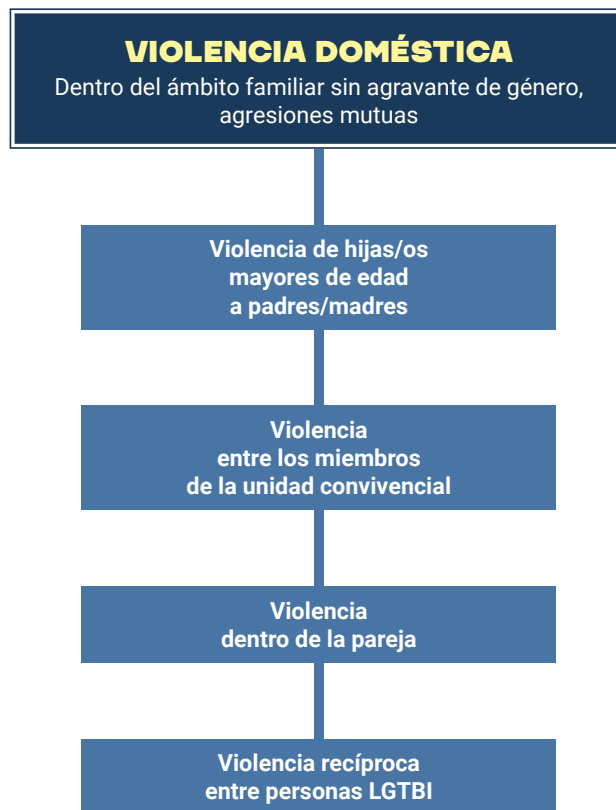 VIOLENCIA DOMÉSTICA
Dentro del ámbito familiar sin agravante de género,
agresiones mutuas
Violencia de hijas/os
mayores de edad
a padres/madres
Violencia
entre los miembros
de la unidad convivencial
Violencia
dentro de la pareja
Violencia recíproca
entre personas LGTBI